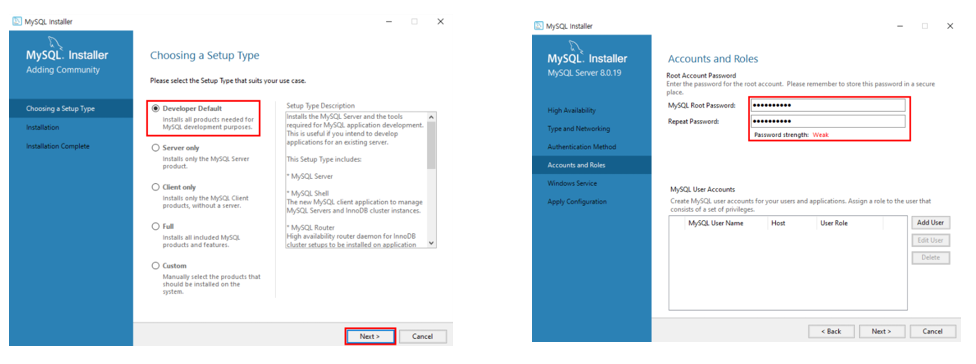 MySQL Installer
MySQL. Installer
Adding Community
Choosing a Setup Type
Installation
Installation Complete
Choosing a Setup Type
Please select the Setup Type that suits your use case.
Developer Default
Installs all products needed for
MySQL development purposes.
Server only
Installs only the MySQL Server
product.
Client only
Installs only the MySQL Client
products, without a server.
Full
Installs all included MySQL
products and features.
Custom
Manually select the products that
should be installed on the
system.
Setup Type Description
Installs the MySQL Server and the tools
required for MySQL application development.
This is useful if you intend to develop
applications for an existing server.
This Setup Type includes:
* MySQL Server
* MySQL Shell
The new MySQL client application to manage
MySQL Servers and InnoDB cluster instances.
* MySQL Router
High availability router daemon for InnoDB
cluster setups to be installed on application
Next >
Cancel
MySQL Installer
MySQL. Installer
MySQL Server 8.0.19
High Availability
Type and Networking
Authentication Method
Accounts and Roles
Windows Service
Apply Configuration
Accounts and Roles
Root Account Password
Enter the password for the root account. Please remember to store this password in a secure
place.
MySQL Root Password: ●●●●●●●●●●
Repeat Password: ●●●●●●●●●●
Password strength: Weak
MySQL User Accounts
Create MySQL user accounts for your users and applications. Assign a role to the user that
consists of a set of privileges.
MySQL User Name Host User Role
Add User
Edit User
Delete
< Back
Next >
Cancel